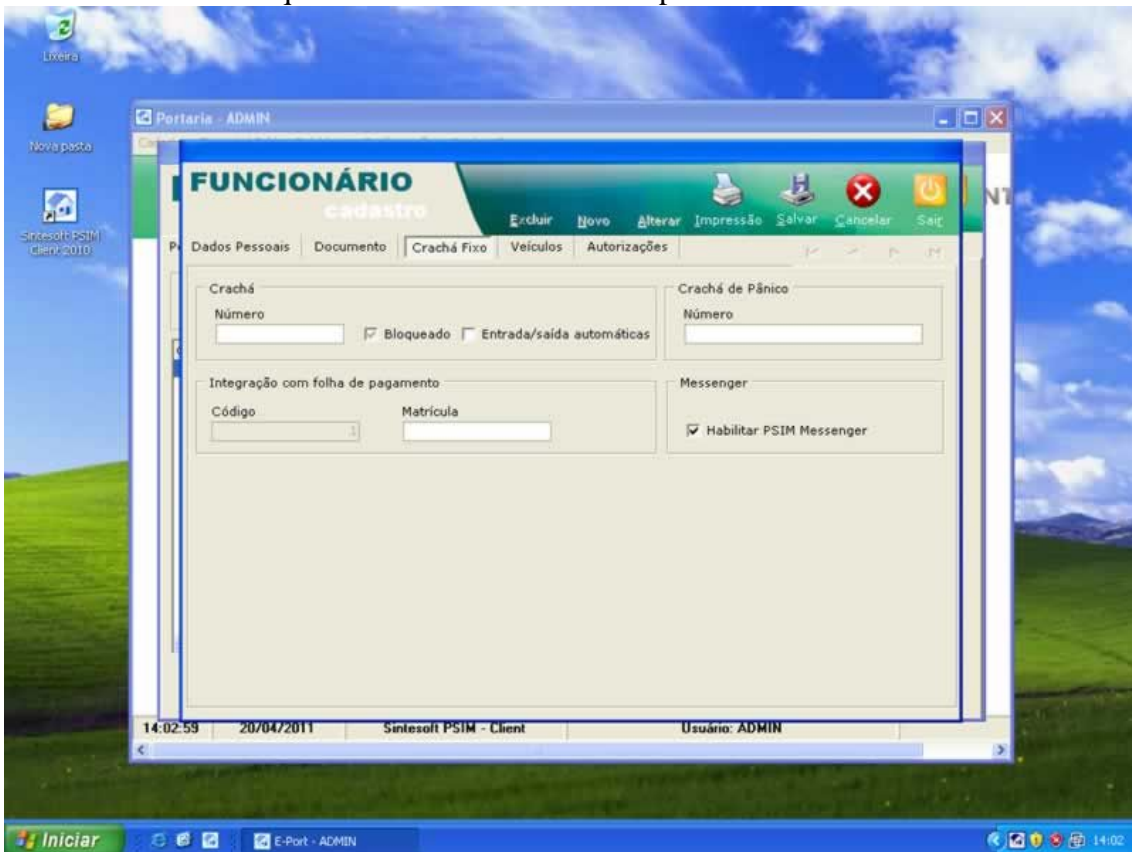 Lixeira
Nova pasta
Sintesoft PSIM
Client 2010
Portaria - ADMIN
FUNCIONÁRIO
cadastro
Excluir Novo Alterar Impressão Salvar Cancelar Sair
Dados Pessoais Documento Crachá Fixo Veículos Autorizações
Crachá
Número
Bloqueado Entrada/saída automáticas
Crachá de Pânico
Número
Integração com folha de pagamento
Código Matrícula
1
Messenger
Habilitar PSIM Messenger
14:02:59 20/04/2011 Sintesoft PSIM - Client Usuário: ADMIN
Iniciar E-Port - ADMIN 14:02